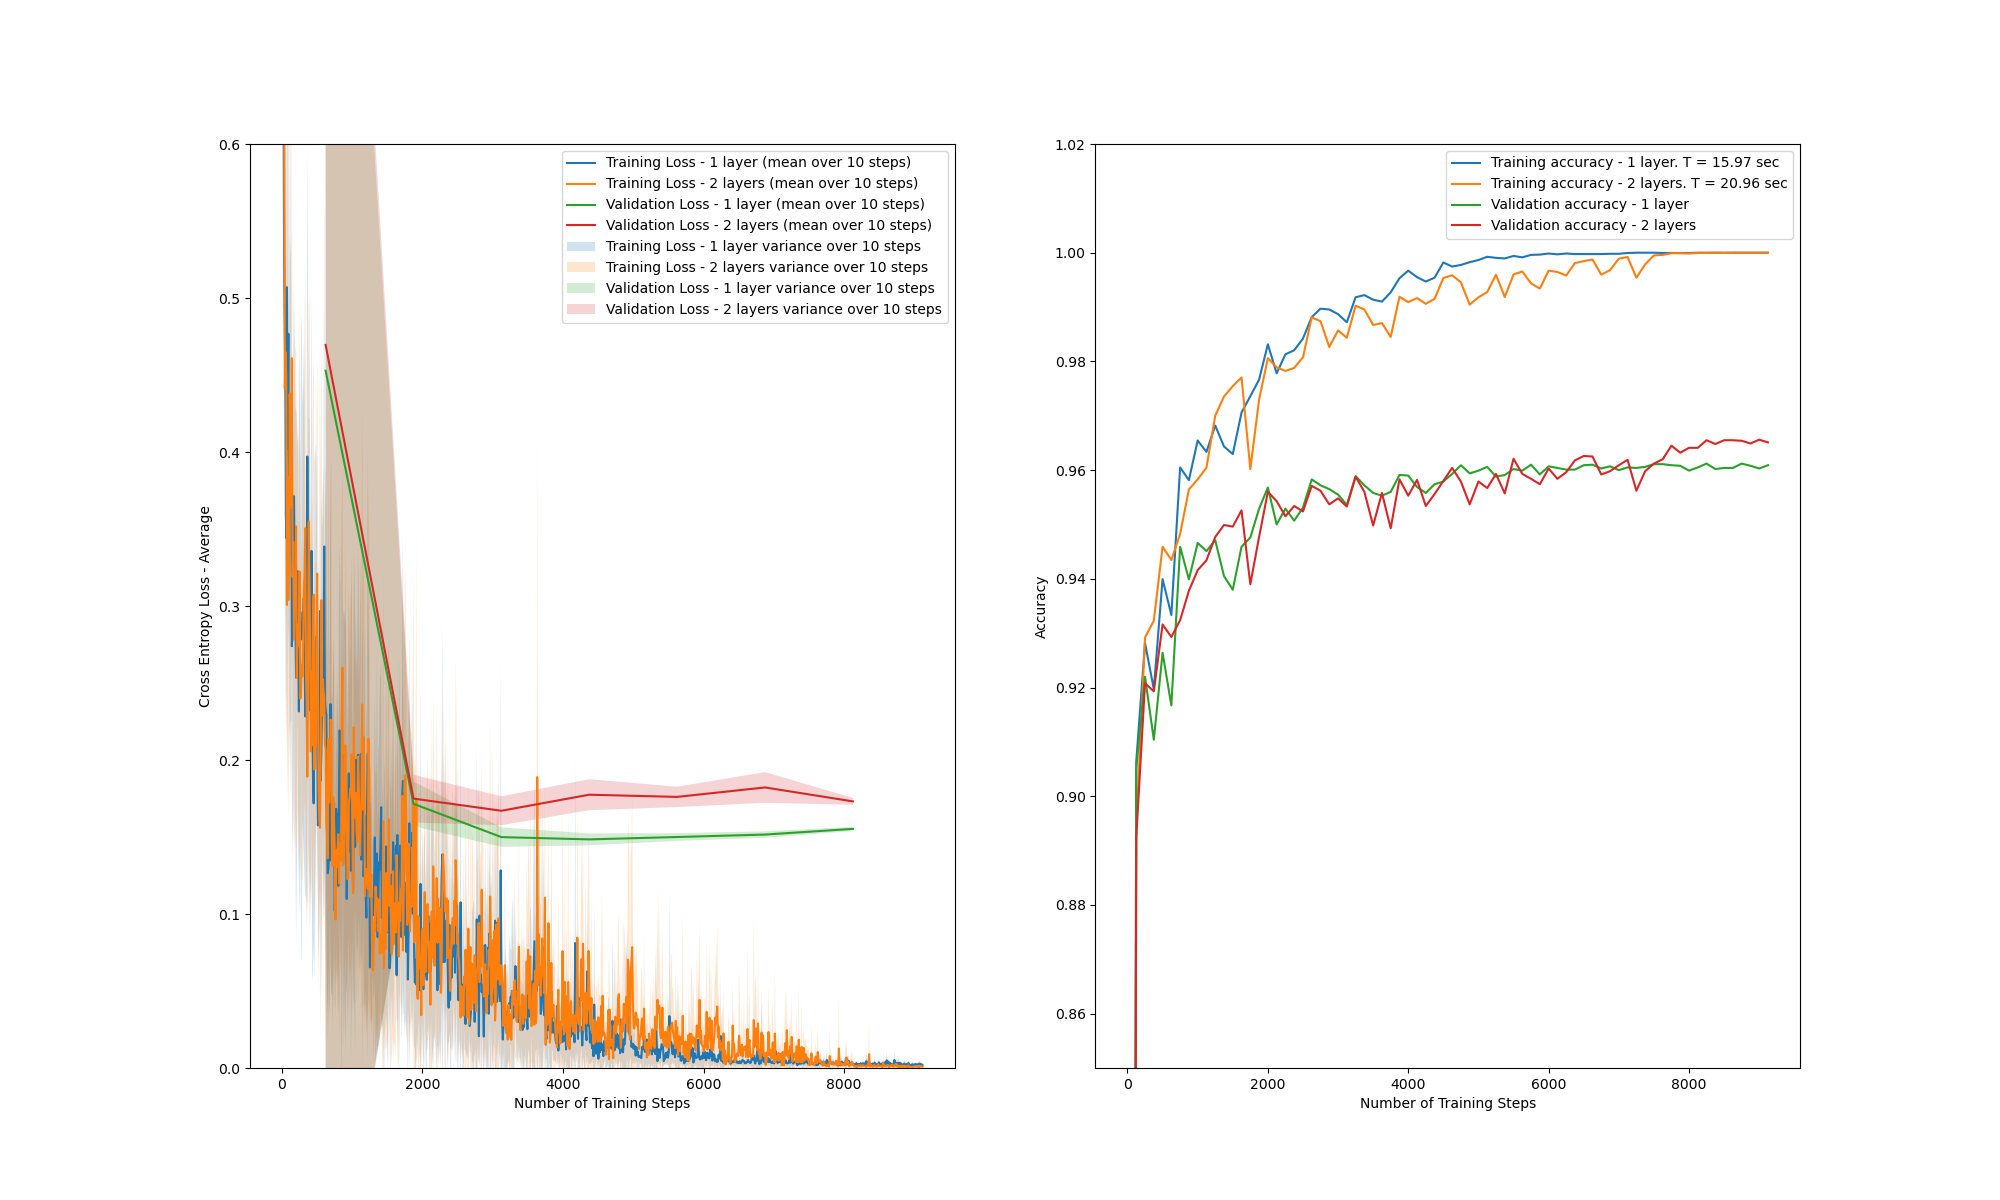 0.6
0.5
0.4
0.3
0.2
0.1
0.0
Cross Entropy Loss - Average
Training Loss - 1 layer (mean over 10 steps)
Training Loss - 2 layers (mean over 10 steps)
Validation Loss - 1 layer (mean over 10 steps)
Validation Loss - 2 layers (mean over 10 steps)
Training Loss - 1 layer variance over 10 steps
Training Loss - 2 layers variance over 10 steps
Validation Loss - 1 layer variance over 10 steps
Validation Loss - 2 layers variance over 10 steps
0 2000 4000 6000 8000
Number of Training Steps
1.02
1.00
0.98
0.96
0.94
0.92
0.90
0.88
0.86
Accuracy
Training accuracy - 1 layer. T = 15.97 sec
Training accuracy - 2 layers. T = 20.96 sec
Validation accuracy - 1 layer
Validation accuracy - 2 layers
0 2000 4000 6000 8000
Number of Training Steps